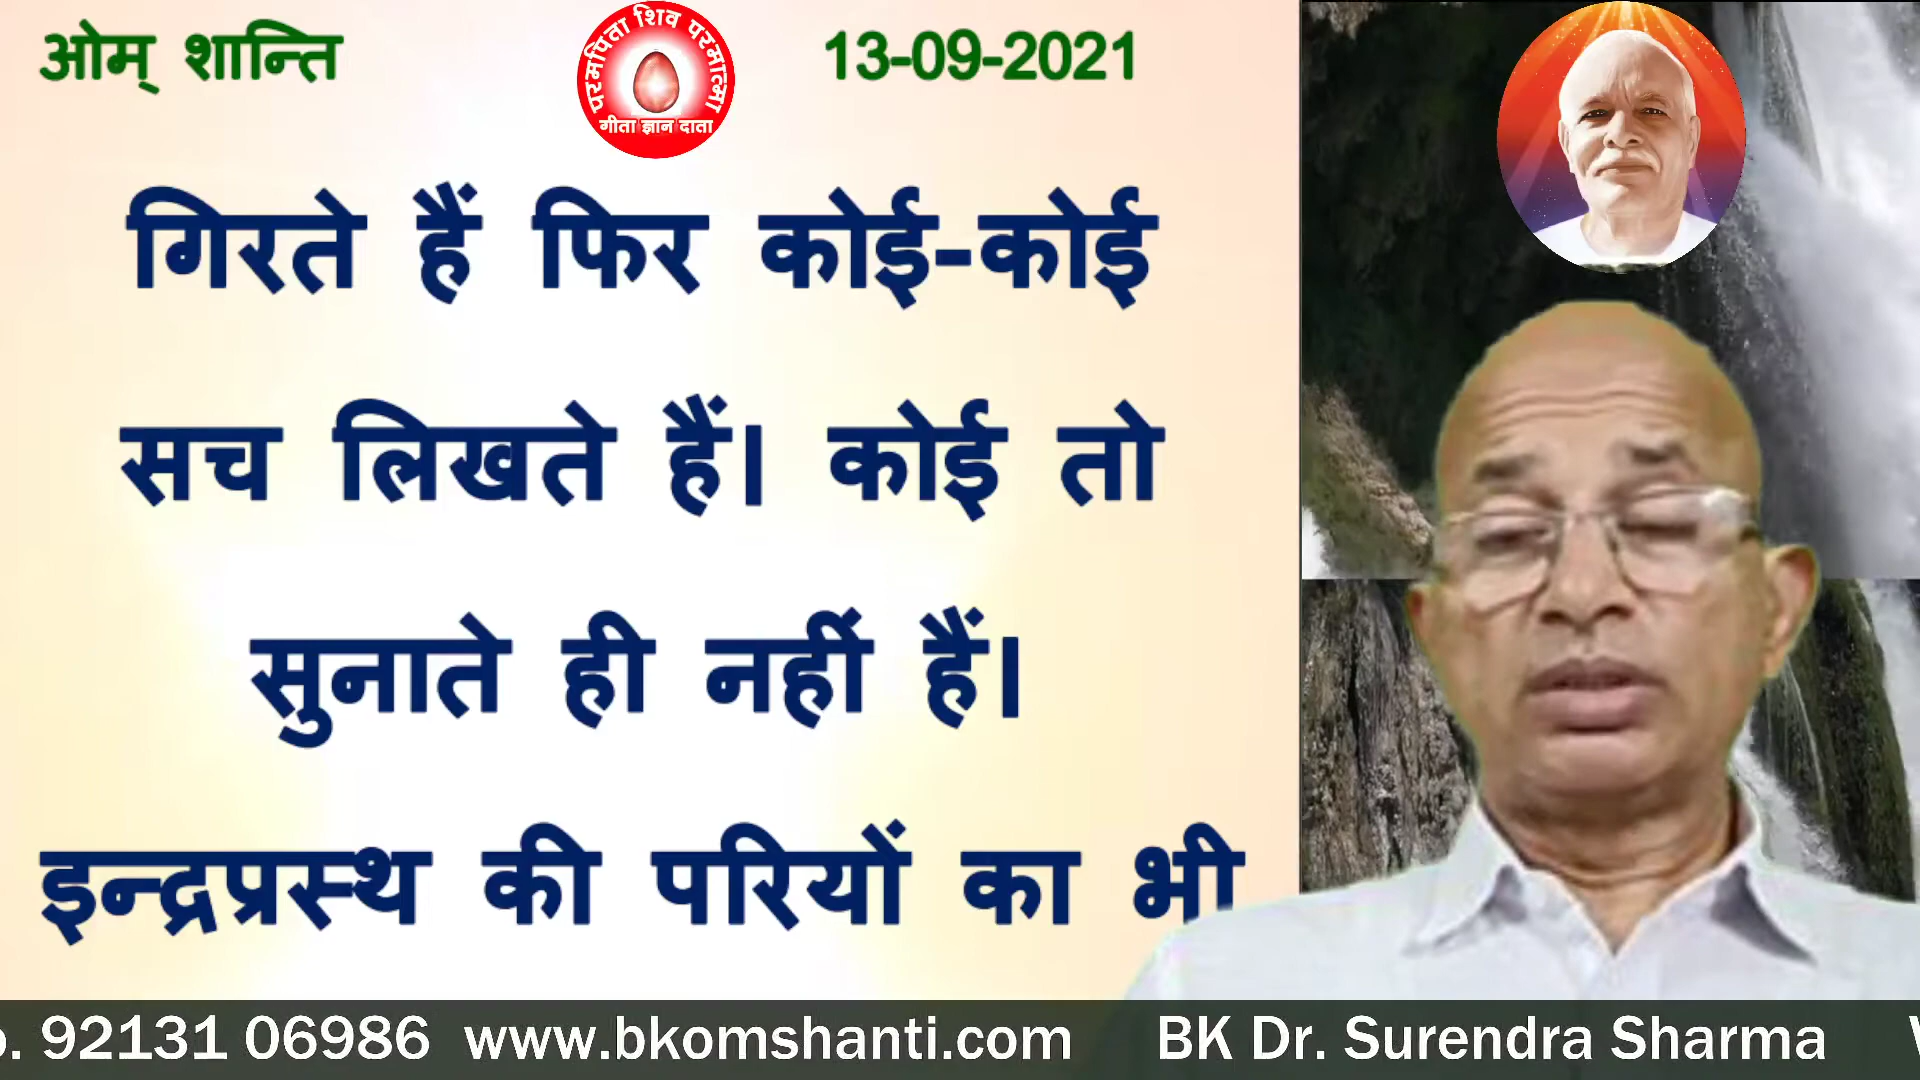 ओम् शान्ति
परमपिता शिव परमात्मा
गीता ज्ञान दाता
13-09-2021
गिरते हैं फिर कोई-कोई
सच लिखते हैं। कोई तो
सुनाते ही नहीं हैं।
इन्द्रप्रस्थ की परियों का भी
92131 06986 www.bkomshanti.com BK Dr. Surendra Sharma